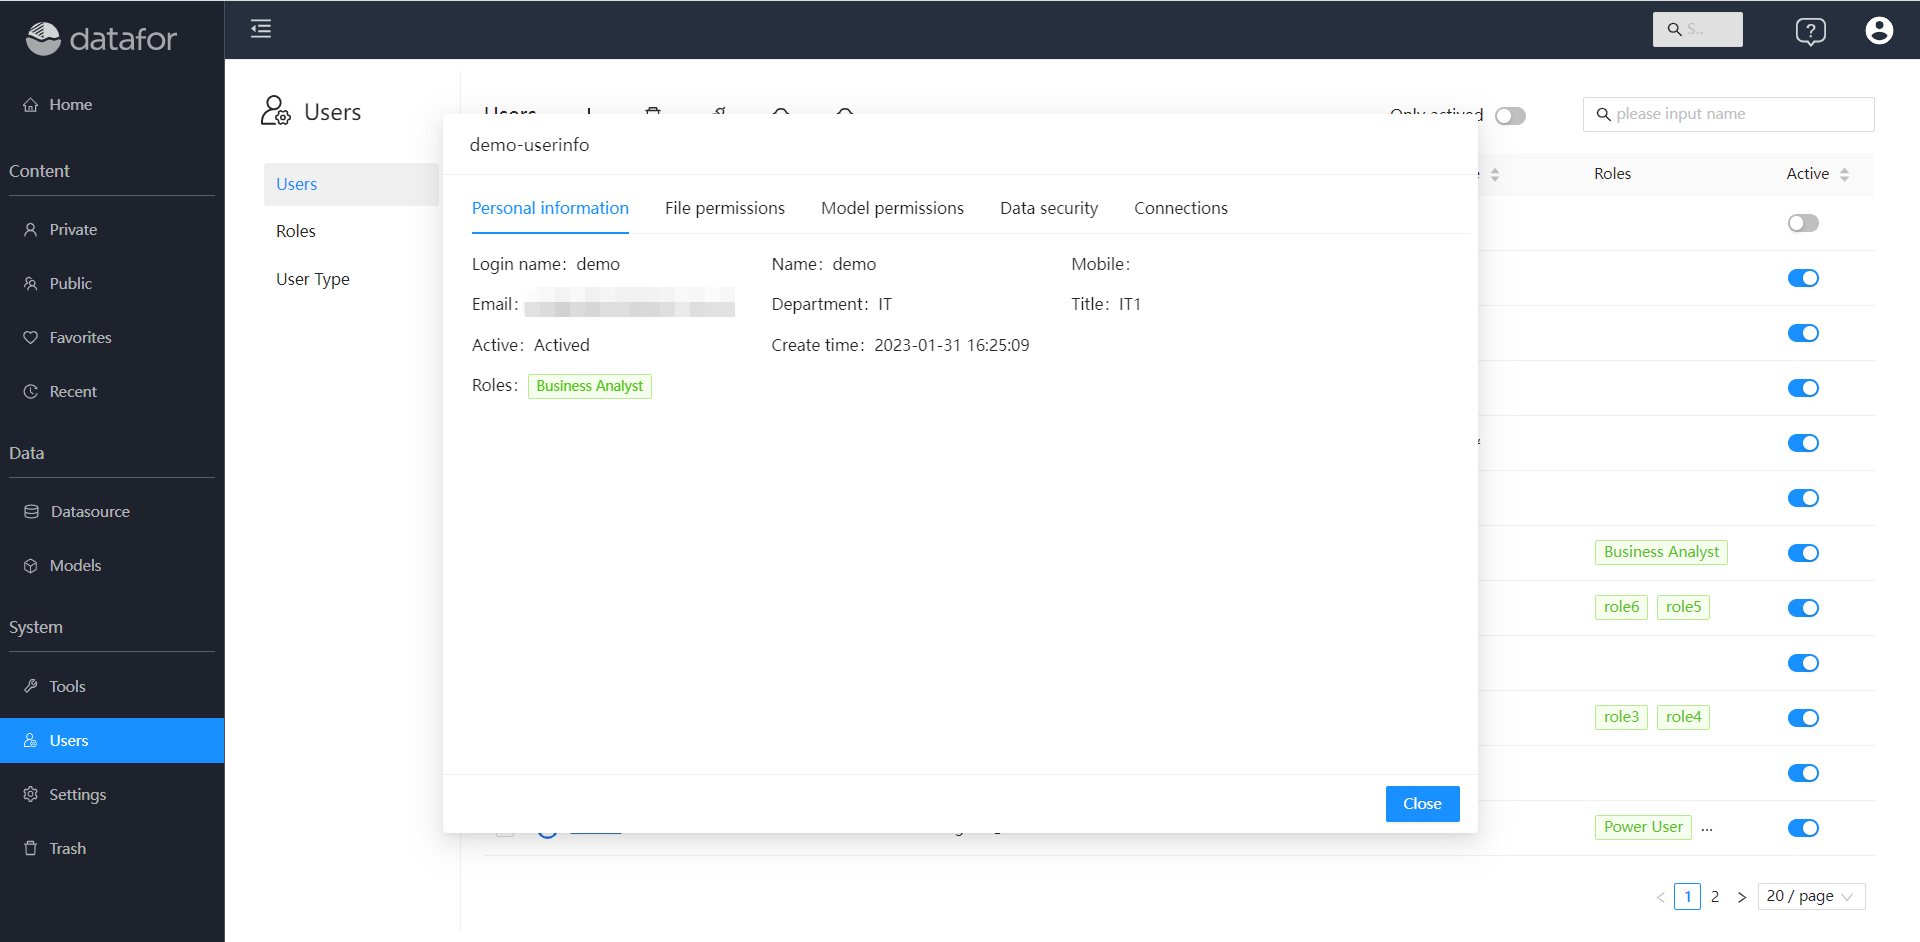 datafor
S..
?
Home
Content
Private
Public
Favorites
Recent
Data
Datasource
Models
System
Tools
Users
Settings
Trash
Users
Users
Roles
User Type
Users
Only actived
please input name
Roles
Active
demo-userinfo
Personal information
File permissions
Model permissions
Data security
Connections
Login name: demo
Name: demo
Mobile:
Email:
Department: IT
Title: IT1
Active: Actived
Create time: 2023-01-31 16:25:09
Roles: Business Analyst
Close
Business Analyst
role6 role5
role3 role4
Power User ...
< 1 2 > 20 / page